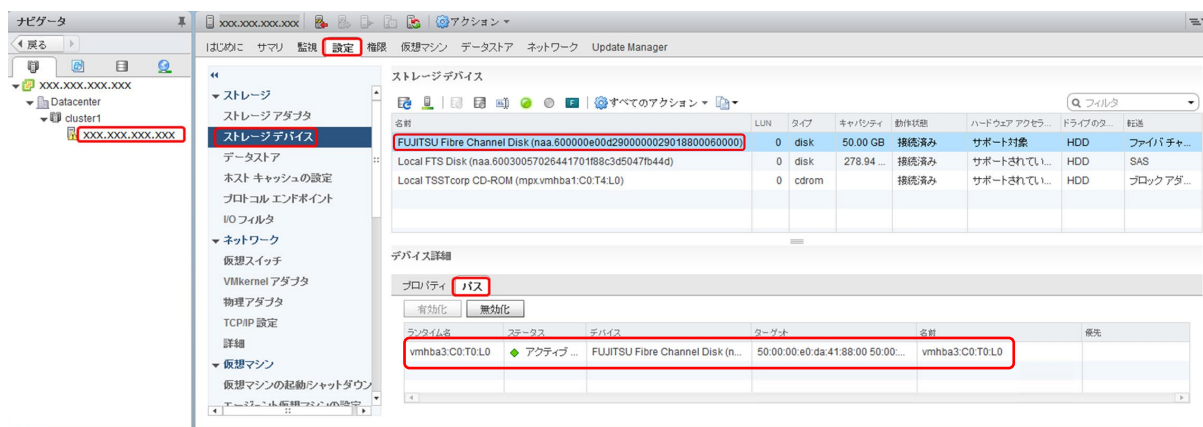 ナビゲータ
戻る
xxx.xxx.xxx.xxx
Datacenter
cluster1
xxx.xxx.xxx.xxx
xxx.xxx.xxx.xxx アクション
はじめに サマリ 監視 設定 権限 仮想マシン データストア ネットワーク Update Manager
ストレージ
ストレージ アダプタ
ストレージ デバイス
データストア
ホスト キャッシュの設定
プロトコル エンドポイント
I/O フィルタ
ネットワーク
仮想スイッチ
VMkernel アダプタ
物理アダプタ
TCP/IP 設定
詳細
仮想マシン
仮想マシンの起動/シャットダウン
エージェント仮想マシンの設定
ストレージ デバイス
すべてのアクション フィルタ
名前 LUN タイプ キャパシティ 動作状態 ハードウェア アクセラ... ドライブのタ... 転送
FUJITSU Fibre Channel Disk (naa.600000e00d2900000029018800060000) 0 disk 50.00 GB 接続済み サポート対象 HDD ファイバ チャ...
Local FTS Disk (naa.60030057026441701f88c3d5047fb44d) 0 disk 278.94 ... 接続済み サポートされてい... HDD SAS
Local TSSTcorp CD-ROM (mpx.vmhba1:C0:T4:L0) 0 cdrom 接続済み サポートされてい... HDD ブロック アダ...
デバイス詳細
プロパティ パス
有効化 無効化
ランタイム名 ステータス デバイス ターゲット 名前 優先
vmhba3:C0:T0:L0 アクティブ ... FUJITSU Fibre Channel Disk (n... 50:00:00:e0:da:41:88:00 50:00:... vmhba3:C0:T0:L0